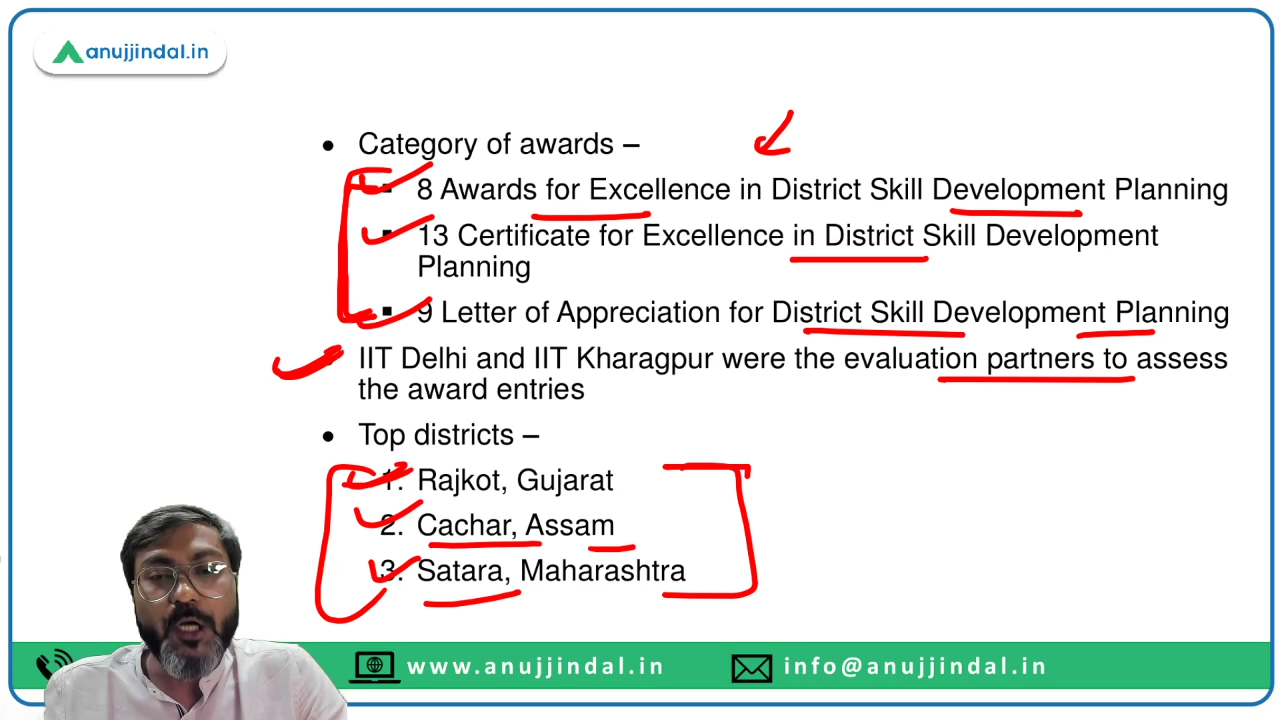 anujjindal.in
• Category of awards –
▪ 8 Awards for Excellence in District Skill Development Planning
▪ 13 Certificate for Excellence in District Skill Development
Planning
▪ 9 Letter of Appreciation for District Skill Development Planning
IIT Delhi and IIT Kharagpur were the evaluation partners to assess
the award entries
• Top districts –
1. Rajkot, Gujarat
2. Cachar, Assam
3. Satara, Maharashtra
www.anujjindal.in
info@anujjindal.in